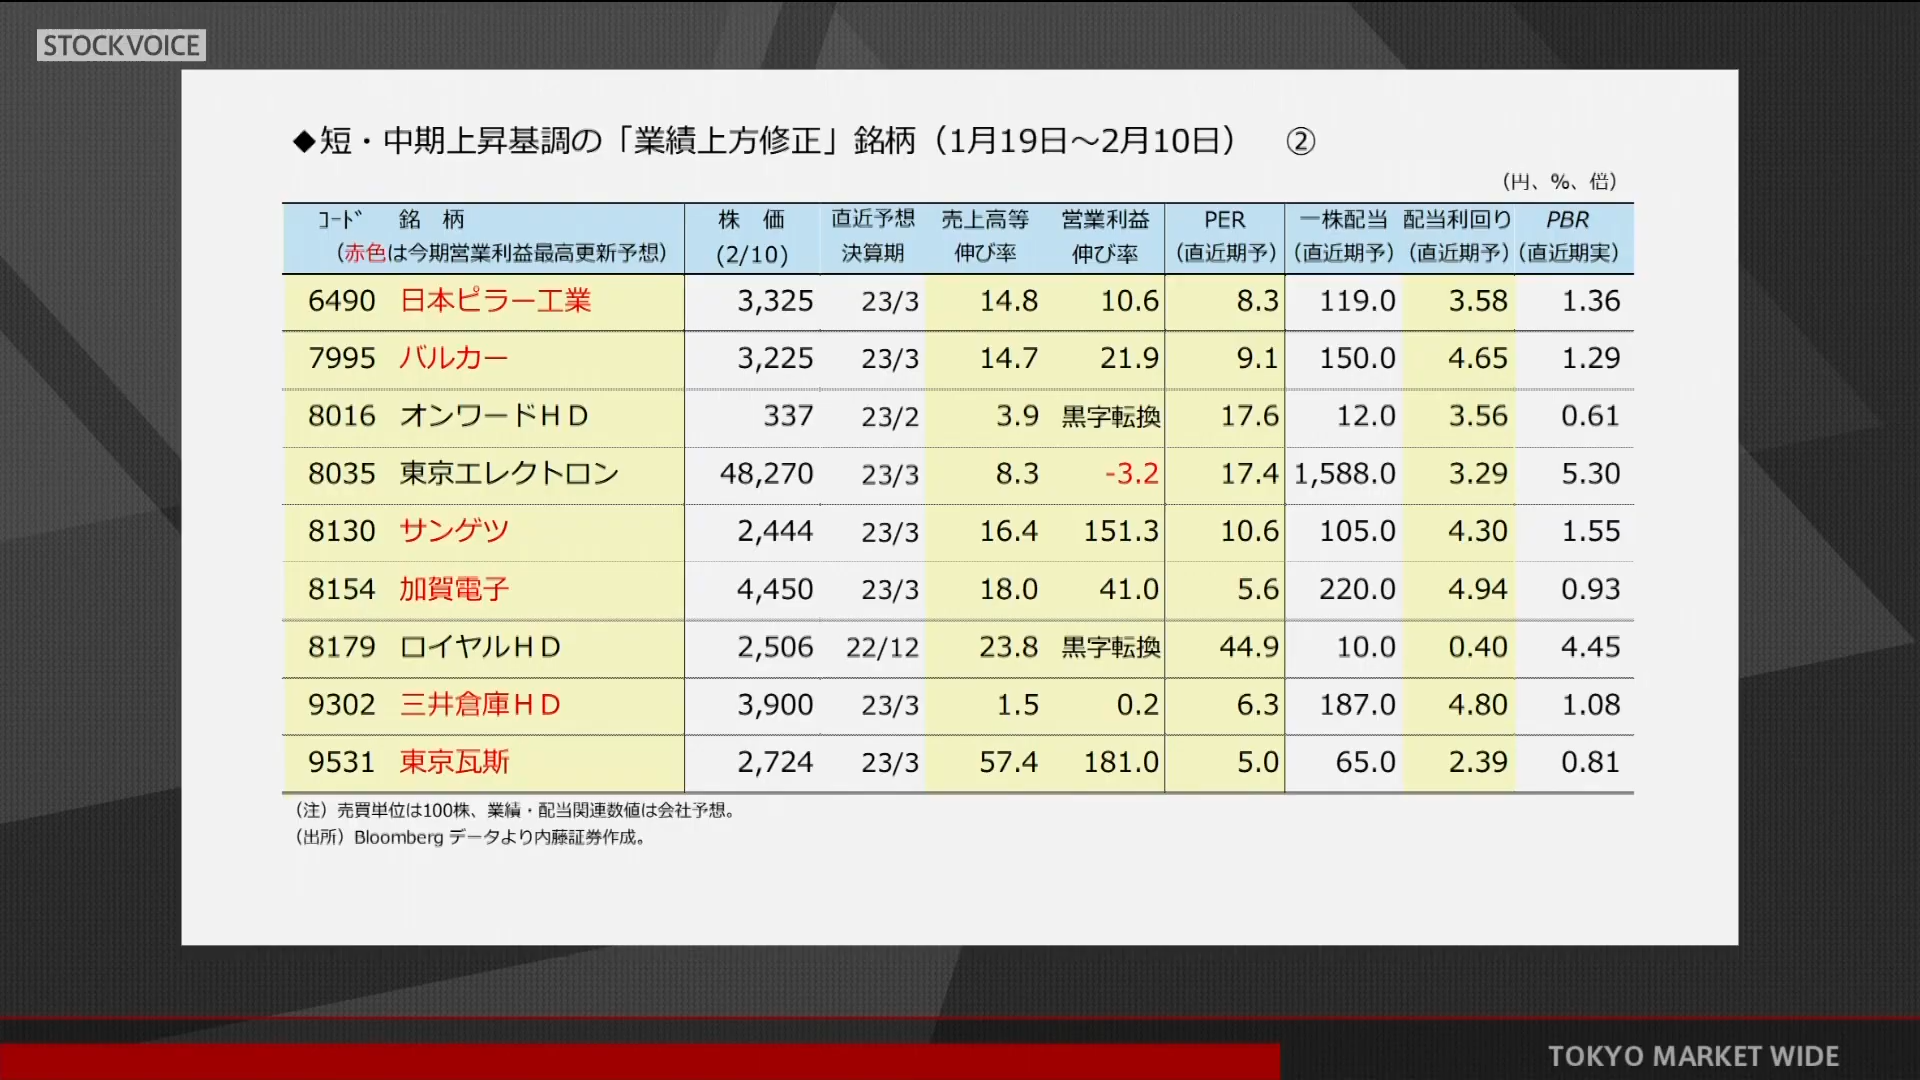 STOCKVOICE
◆短・中期上昇基調の「業績上方修正」銘柄（1月19日～2月10日） ②
（円、%、倍）
ｺｰﾄﾞ 銘 柄 株 価 直近予想 売上高等 営業利益 PER 一株配当 配当利回り PBR
（赤色は今期営業利益最高更新予想） (2/10) 決算期 伸び率 伸び率 （直近期予） （直近期予） （直近期予） （直近期実）
6490 日本ピラー工業 3,325 23/3 14.8 10.6 8.3 119.0 3.58 1.36
7995 バルカー 3,225 23/3 14.7 21.9 9.1 150.0 4.65 1.29
8016 オンワードＨＤ 337 23/2 3.9 黒字転換 17.6 12.0 3.56 0.61
8035 東京エレクトロン 48,270 23/3 8.3 -3.2 17.4 1,588.0 3.29 5.30
8130 サンゲツ 2,444 23/3 16.4 151.3 10.6 105.0 4.30 1.55
8154 加賀電子 4,450 23/3 18.0 41.0 5.6 220.0 4.94 0.93
8179 ロイヤルＨＤ 2,506 22/12 23.8 黒字転換 44.9 10.0 0.40 4.45
9302 三井倉庫ＨＤ 3,900 23/3 1.5 0.2 6.3 187.0 4.80 1.08
9531 東京瓦斯 2,724 23/3 57.4 181.0 5.0 65.0 2.39 0.81
（注）売買単位は100株、業績・配当関連数値は会社予想。
（出所）Bloomberg データより内藤証券作成。
TOKYO MARKET WIDE